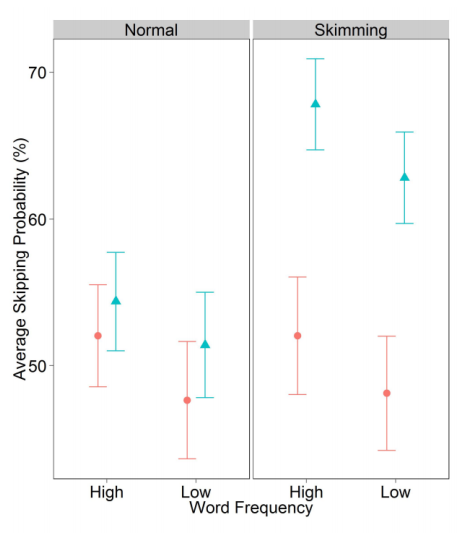 Normal Skimming
Average Skipping Probability (%)
70
60
50
High Low High Low
Word Frequency